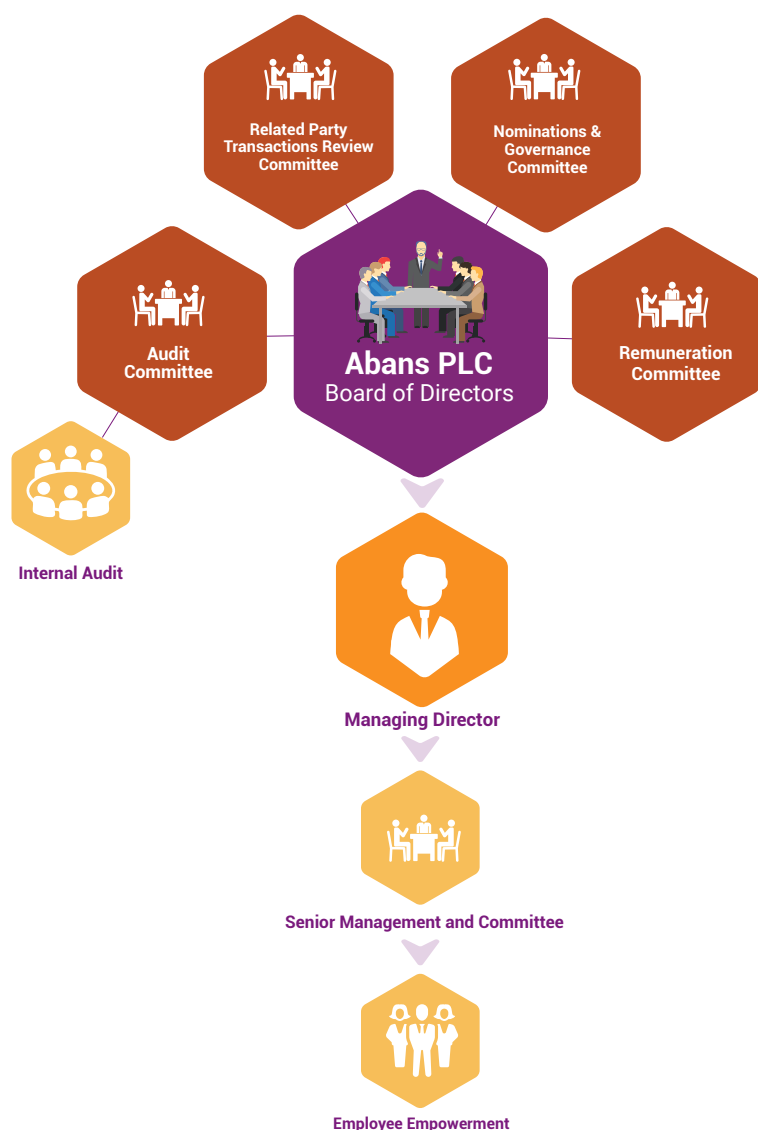 Related Party
Transactions Review
Committee
Nominations &
Governance
Committee
Audit
Committee
Abans PLC
Board of Directors
Remuneration
Committee
Internal Audit
Managing Director
Senior Management and Committee
Employee Empowerment